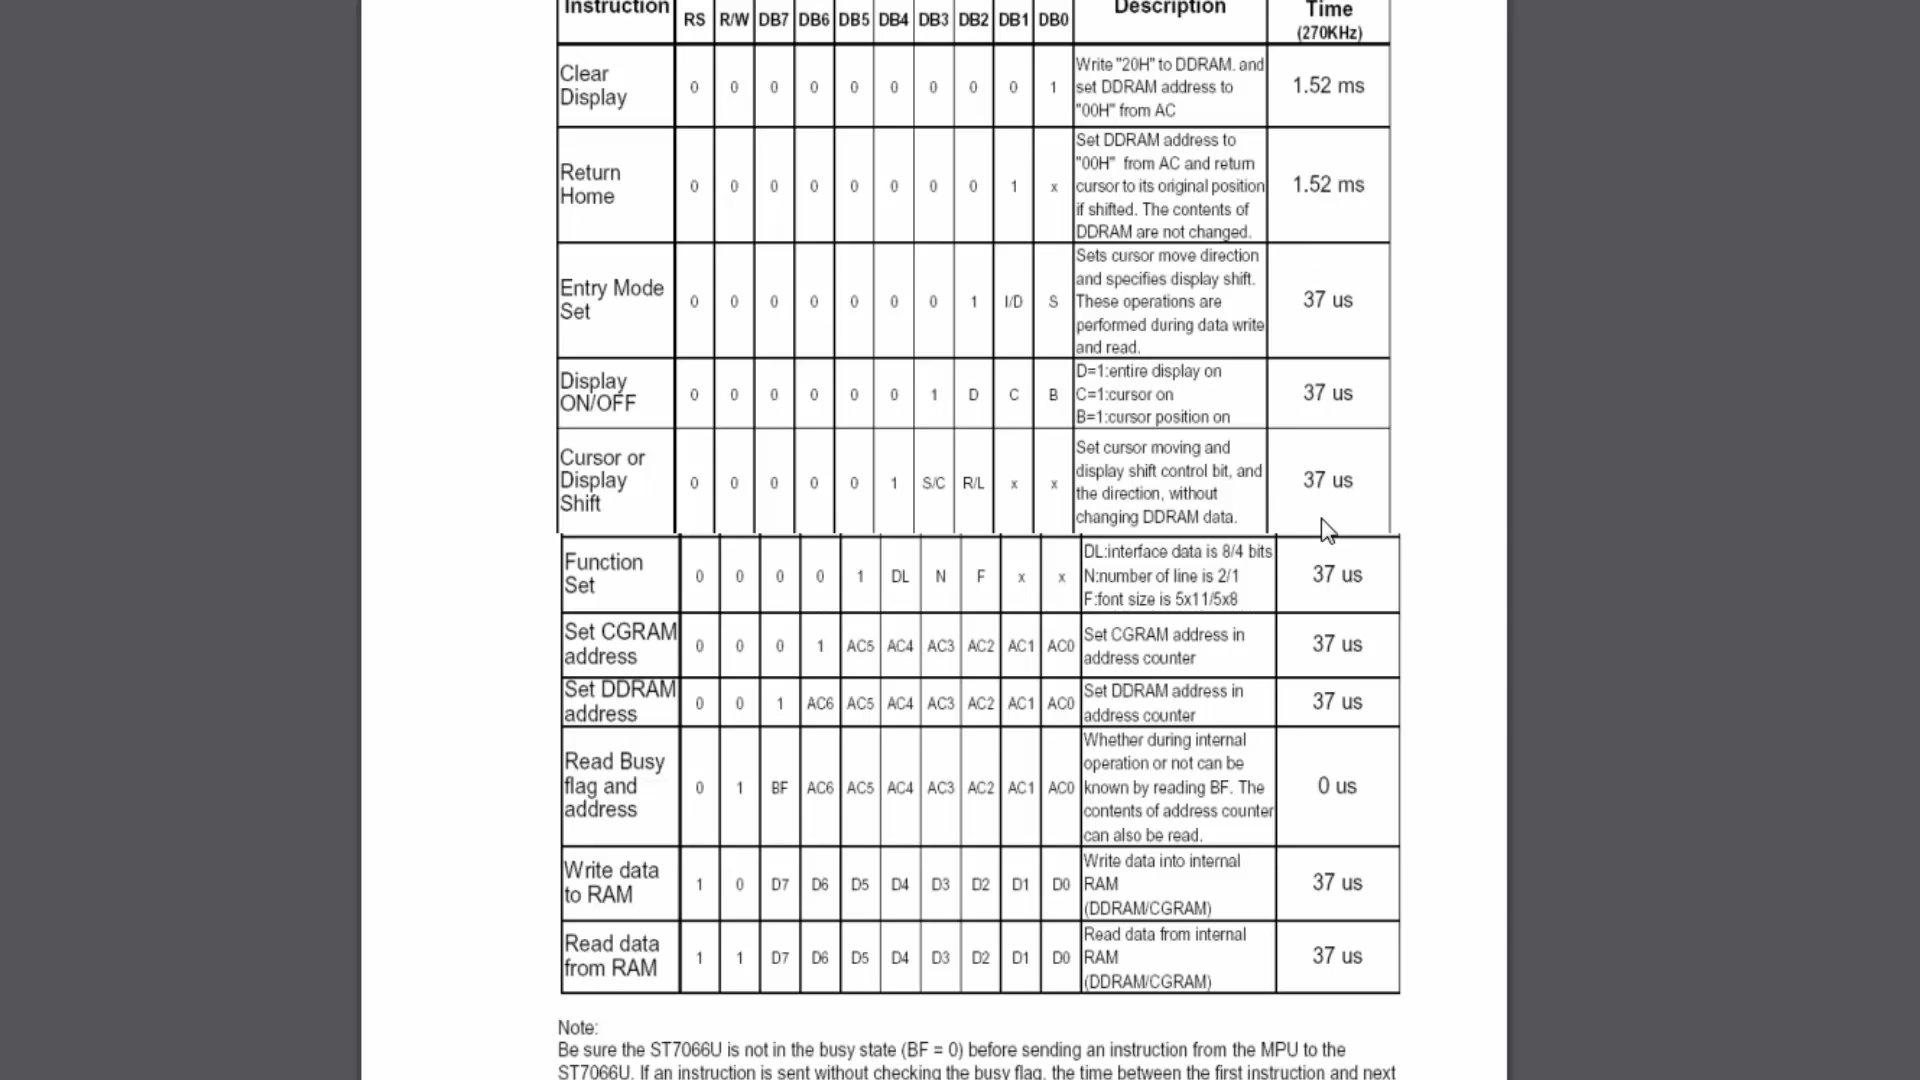 Instruction RS R/W DB7 DB6 DB5 DB4 DB3 DB2 DB1 DB0 Description Time
(270KHz)
Clear
Display
0 0 0 0 0 0 0 0 0 1
Write "20H" to DDRAM. and
set DDRAM address to
"00H" from AC
1.52 ms
Return
Home
0 0 0 0 0 0 0 0 1 x
Set DDRAM address to
"00H" from AC and return
cursor to its original position
if shifted. The contents of
DDRAM are not changed.
1.52 ms
Entry Mode
Set
0 0 0 0 0 0 0 1 I/D S
Sets cursor move direction
and specifies display shift.
These operations are
performed during data write
and read.
37 us
Display
ON/OFF
0 0 0 0 0 0 1 D C B
D=1:entire display on
C=1:cursor on
B=1:cursor position on
37 us
Cursor or
Display
Shift
0 0 0 0 0 1 S/C R/L x x
Set cursor moving and
display shift control bit, and
the direction, without
changing DDRAM data.
37 us
Function
Set
0 0 0 0 1 DL N F x x
DL:interface data is 8/4 bits
N:number of line is 2/1
F:font size is 5x11/5x8
37 us
Set CGRAM
address
0 0 0 1 AC5 AC4 AC3 AC2 AC1 AC0
Set CGRAM address in
address counter
37 us
Set DDRAM
address
0 0 1 AC6 AC5 AC4 AC3 AC2 AC1 AC0
Set DDRAM address in
address counter
37 us
Read Busy
flag and
address
0 1 BF AC6 AC5 AC4 AC3 AC2 AC1 AC0
Whether during internal
operation or not can be
known by reading BF. The
contents of address counter
can also be read.
0 us
Write data
to RAM
1 0 D7 D6 D5 D4 D3 D2 D1 D0
Write data into internal
RAM
(DDRAM/CGRAM)
37 us
Read data
from RAM
1 1 D7 D6 D5 D4 D3 D2 D1 D0
Read data from internal
RAM
(DDRAM/CGRAM)
37 us
Note:
Be sure the ST7066U is not in the busy state (BF = 0) before sending an instruction from the MPU to the
ST7066U. If an instruction is sent without checking the busy flag, the time between the first instruction and next